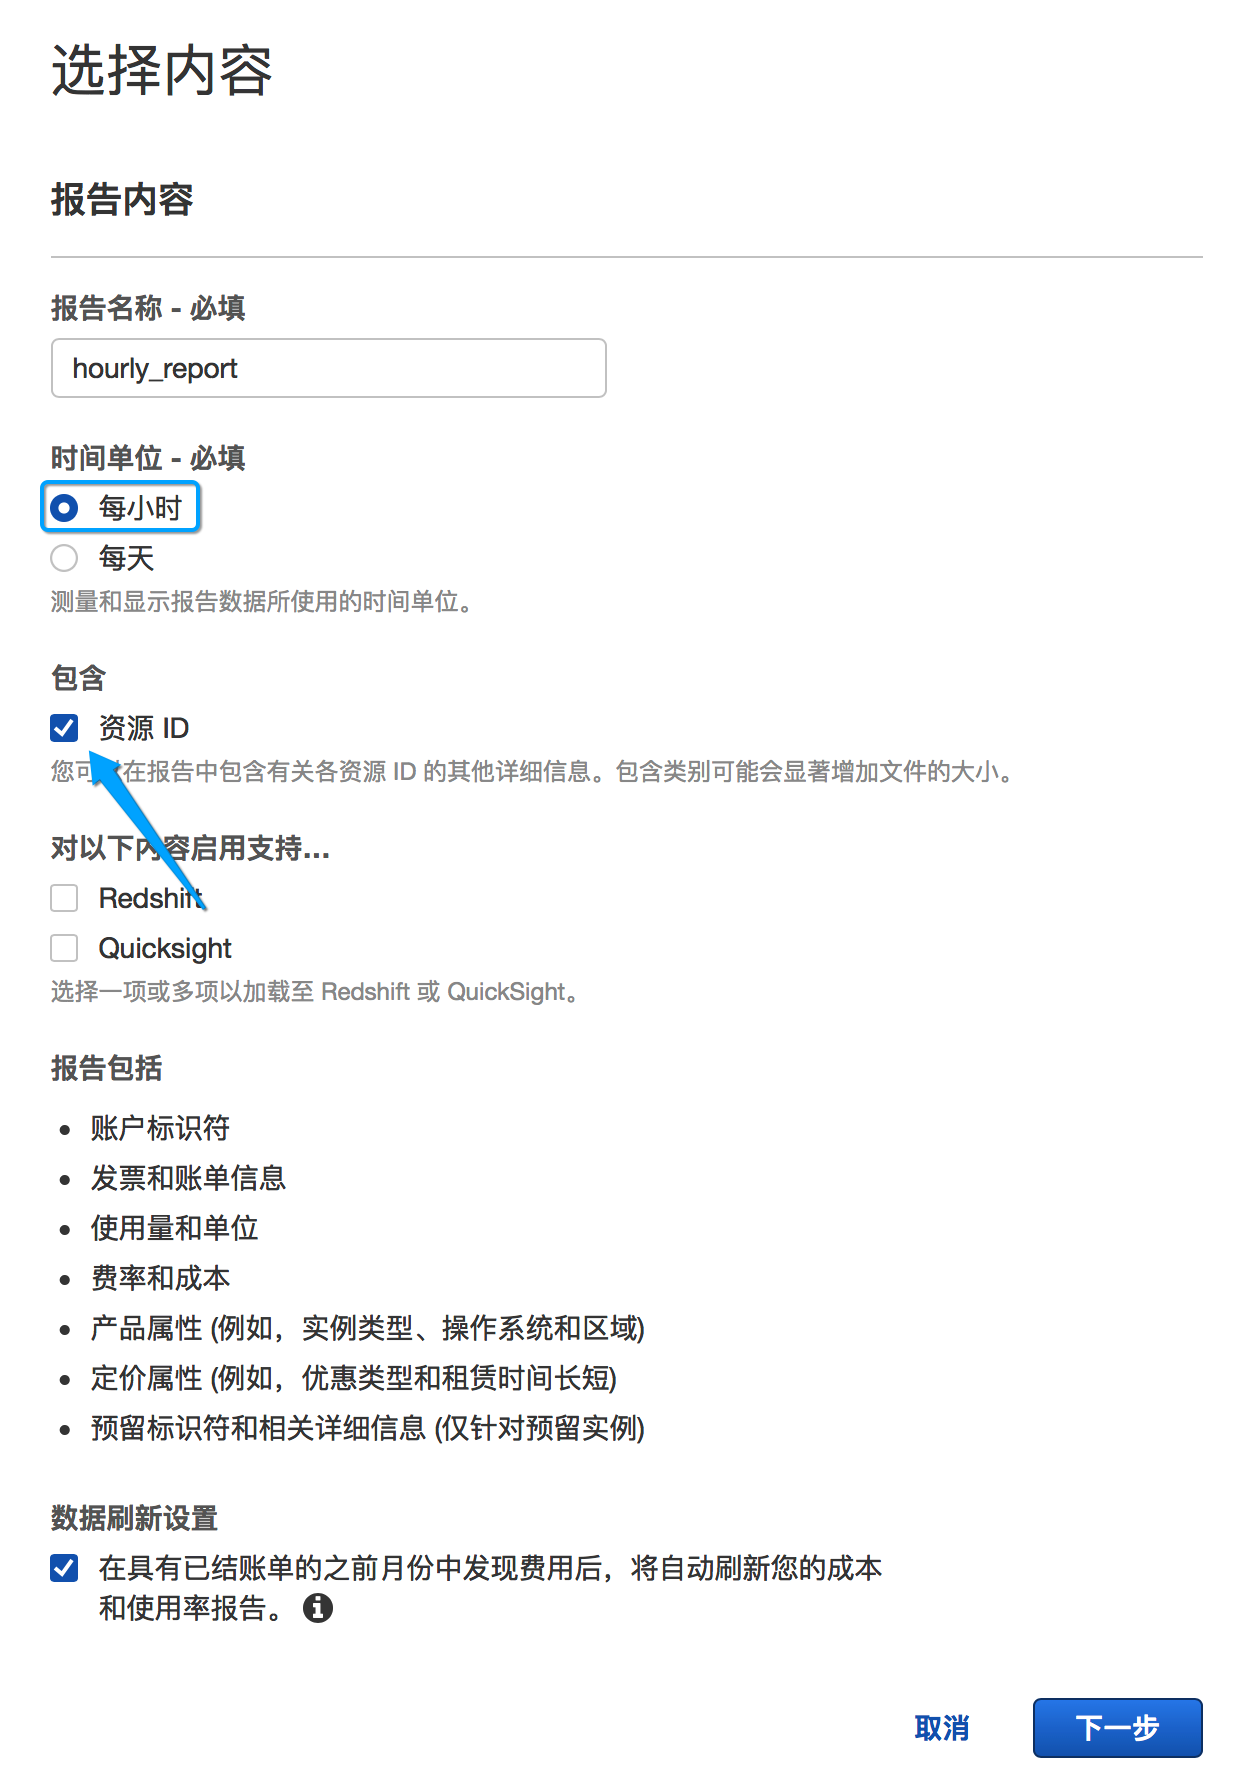 选择内容
报告内容
报告名称 - 必填
hourly_report
时间单位 - 必填
每小时
每天
测量和显示报告数据所使用的时间单位。
包含
资源 ID
您可以在报告中包含有关各资源 ID 的其他详细信息。包含类别可能会显著增加文件的大小。
对以下内容启用支持...
Redshift
Quicksight
选择一项或多项以加载至 Redshift 或 QuickSight。
报告包括
• 账户标识符
• 发票和账单信息
• 使用量和单位
• 费率和成本
• 产品属性 (例如，实例类型、操作系统和区域)
• 定价属性 (例如，优惠类型和租赁时间长短)
• 预留标识符和相关详细信息 (仅针对预留实例)
数据刷新设置
在具有已结账单的之前月份中发现费用后，将自动刷新您的成本
和使用率报告。
取消 下一步